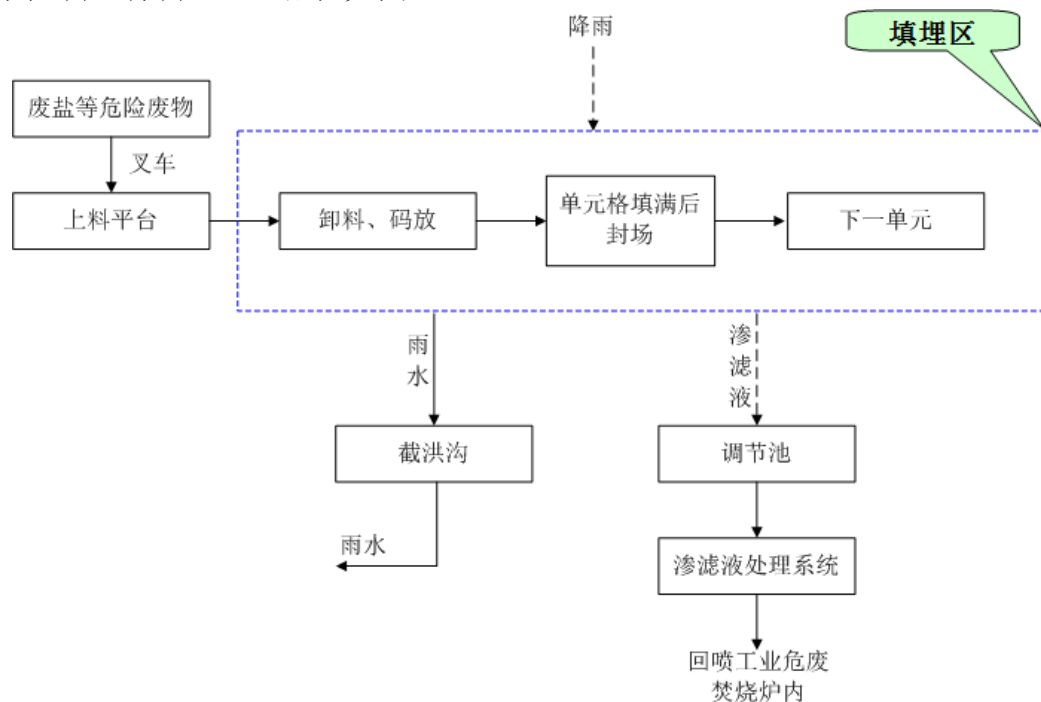 降雨
填埋区
废盐等危险废物
叉车
上料平台
卸料、码放
单元格填满后
封场
下一单元
雨
水
渗
滤
液
截洪沟
调节池
雨水
渗滤液处理系统
回喷工业危废
焚烧炉内